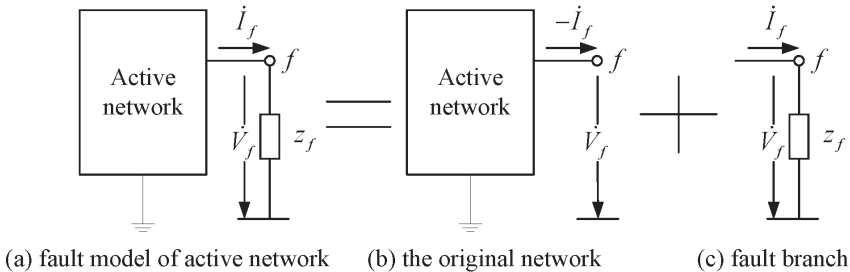 İ_f
f
Active network
V̇_f
z_f
−İ_f
f
Active network
V̇_f
İ_f
f
V̇_f
z_f
(a) fault model of active network
(b) the original network
(c) fault branch